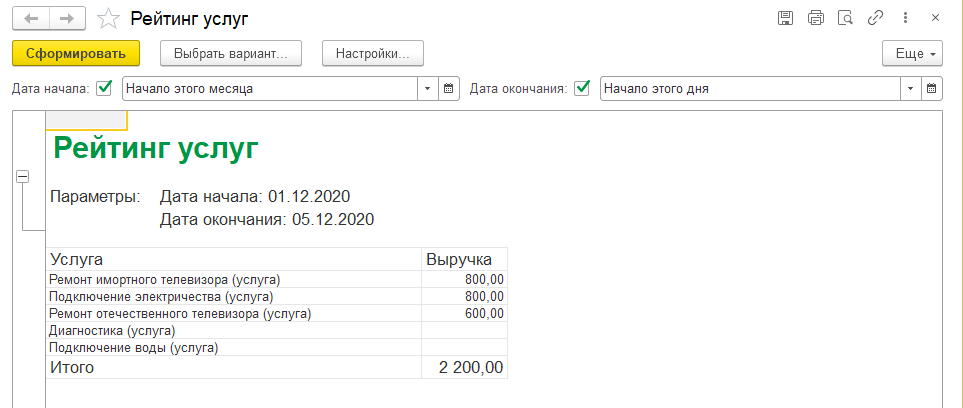 Рейтинг услуг
Сформировать Выбрать вариант... Настройки... Еще
Дата начала: Начало этого месяца Дата окончания: Начало этого дня
Рейтинг услуг
Параметры: Дата начала: 01.12.2020
Дата окончания: 05.12.2020
Услуга Выручка
Ремонт имортного телевизора (услуга) 800,00
Подключение электричества (услуга) 800,00
Ремонт отечественного телевизора (услуга) 600,00
Диагностика (услуга)
Подключение воды (услуга)
Итого 2 200,00